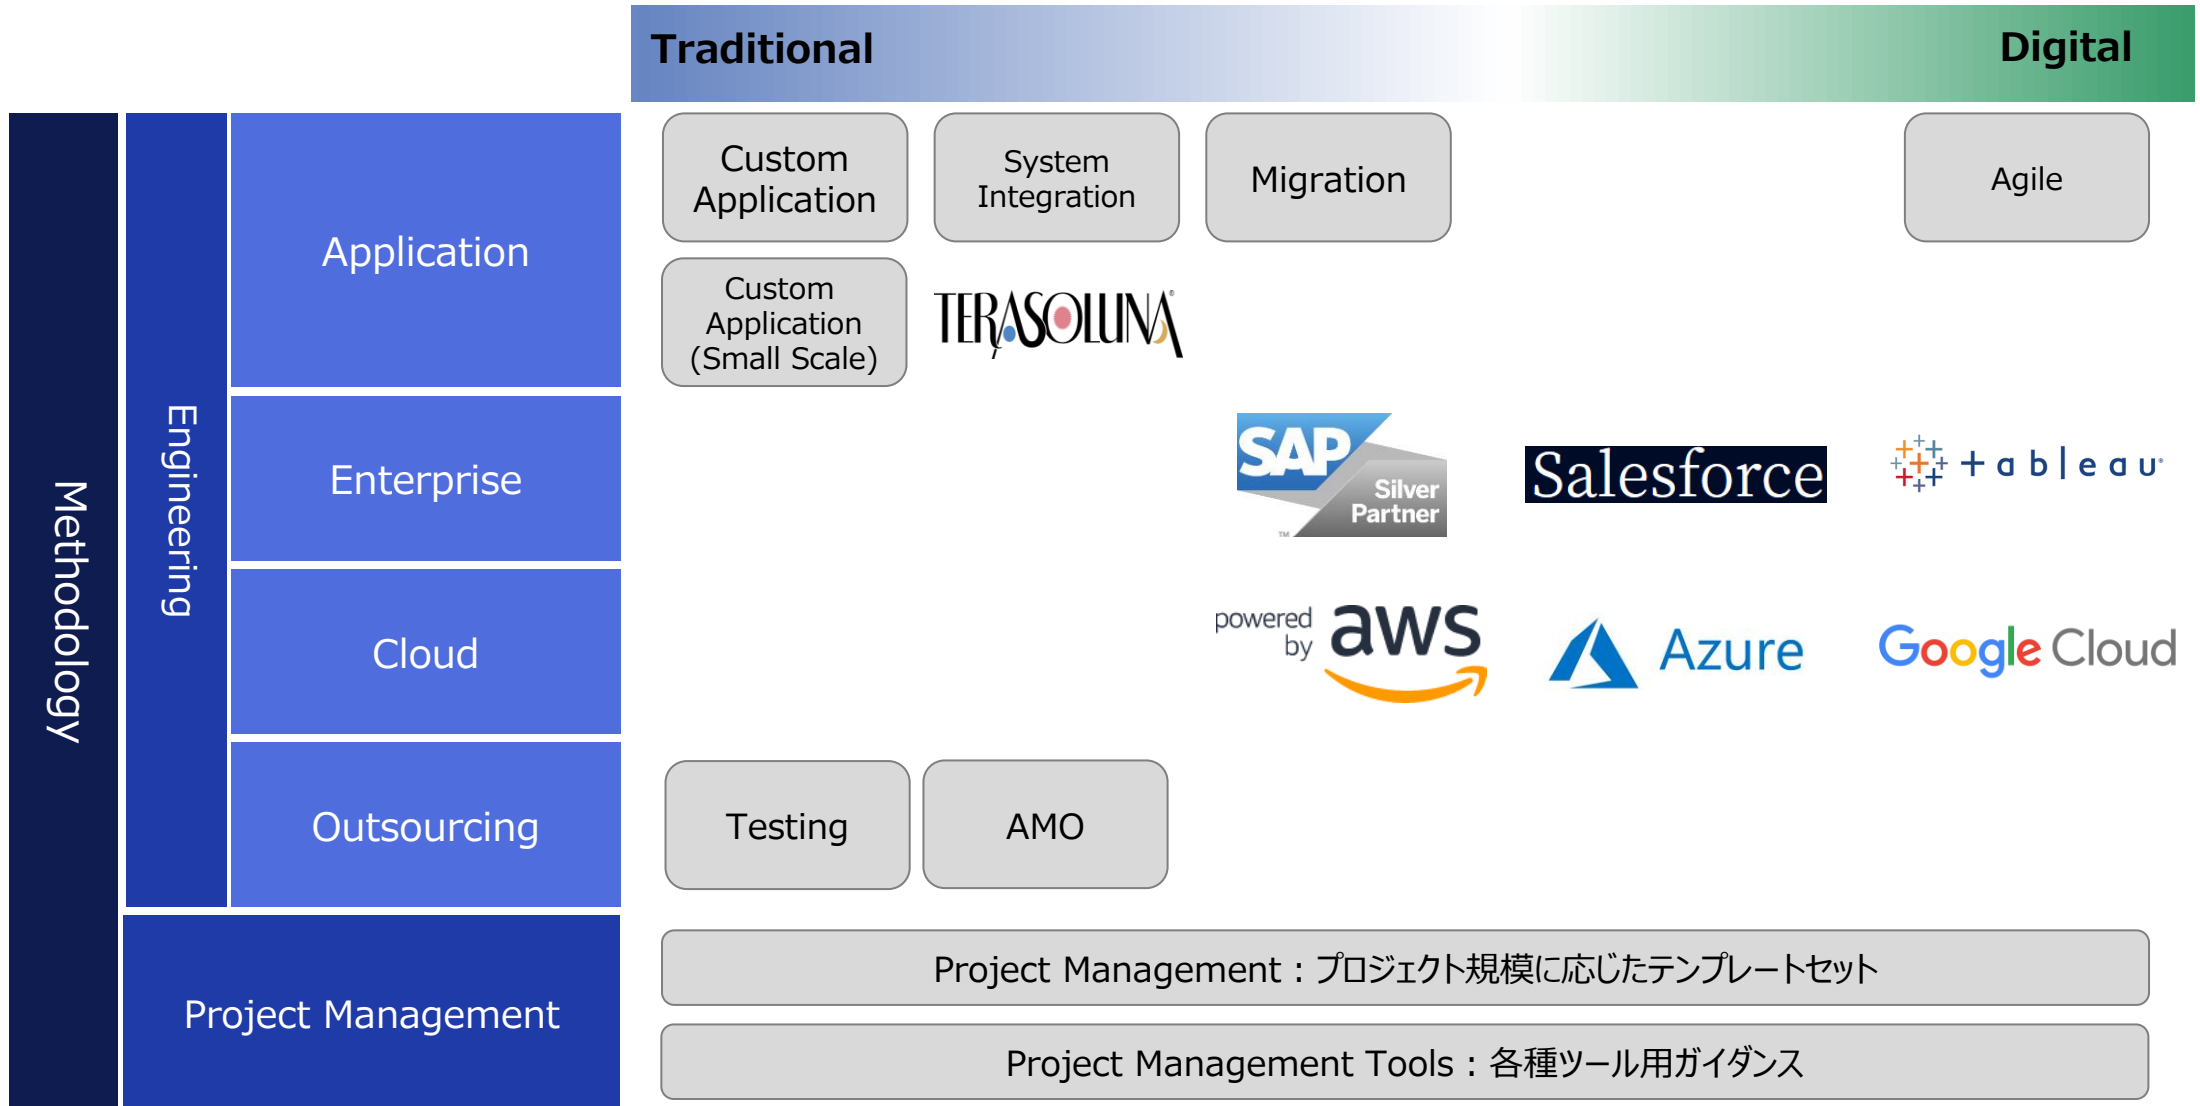 Traditional
Digital
Methodology
Engineering
Application
Custom
Application
System
Integration
Migration
Agile
Custom
Application
(Small Scale)
TERASOLUNA®
Enterprise
SAP
Silver
Partner
™
Salesforce
+ableau
Cloud
powered
by
aws
Azure
Google Cloud
Outsourcing
Testing
AMO
Project Management
Project Management：プロジェクト規模に応じたテンプレートセット
Project Management Tools：各種ツール用ガイダンス